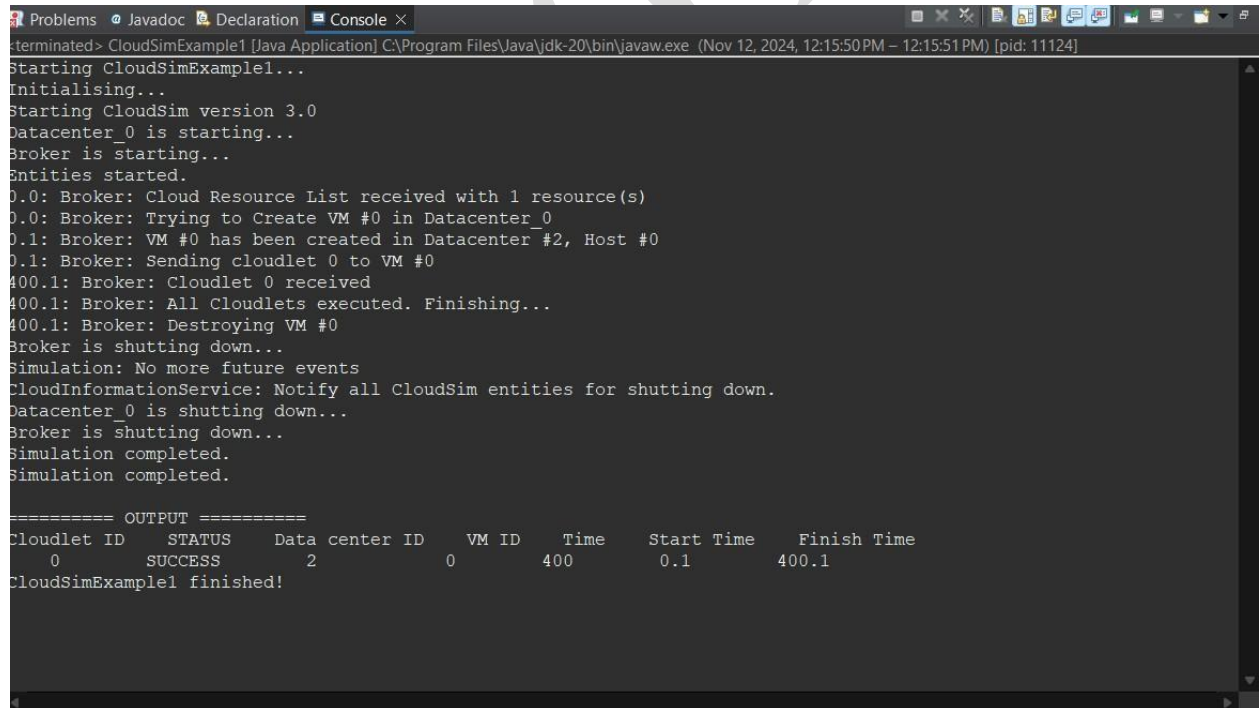 Problems @ Javadoc Declaration Console ×
<terminated> CloudSimExample1 [Java Application] C:\Program Files\Java\jdk-20\bin\javaw.exe (Nov 12, 2024, 12:15:50 PM – 12:15:51 PM) [pid: 11124]
Starting CloudSimExample1...
Initialising...
Starting CloudSim version 3.0
Datacenter_0 is starting...
Broker is starting...
Entities started.
0.0: Broker: Cloud Resource List received with 1 resource(s)
0.0: Broker: Trying to Create VM #0 in Datacenter_0
0.1: Broker: VM #0 has been created in Datacenter #2, Host #0
0.1: Broker: Sending cloudlet 0 to VM #0
400.1: Broker: Cloudlet 0 received
400.1: Broker: All Cloudlets executed. Finishing...
400.1: Broker: Destroying VM #0
Broker is shutting down...
Simulation: No more future events
CloudInformationService: Notify all CloudSim entities for shutting down.
Datacenter_0 is shutting down...
Broker is shutting down...
Simulation completed.
Simulation completed.
========== OUTPUT ==========
Cloudlet ID STATUS Data center ID VM ID Time Start Time Finish Time
0 SUCCESS 2 0 400 0.1 400.1
CloudSimExample1 finished!